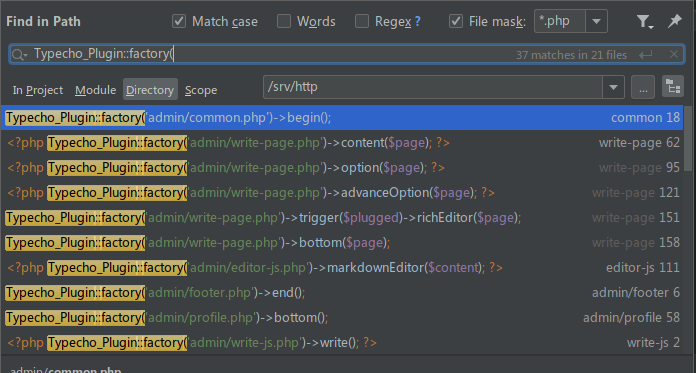 Find in Path Match case Words Regex ? File mask: *.php
Typecho_Plugin::factory( 37 matches in 21 files
In Project Module Directory Scope /srv/http ...
Typecho_Plugin::factory('admin/common.php')->begin(); common 18
<?php Typecho_Plugin::factory('admin/write-page.php')->content($page); ?> write-page 62
<?php Typecho_Plugin::factory('admin/write-page.php')->option($page); ?> write-page 95
<?php Typecho_Plugin::factory('admin/write-page.php')->advanceOption($page); ?> write-page 121
Typecho_Plugin::factory('admin/write-page.php')->trigger($plugged)->richEditor($page); write-page 151
Typecho_Plugin::factory('admin/write-page.php')->bottom($page); write-page 158
<?php Typecho_Plugin::factory('admin/editor-js.php')->markdownEditor($content); ?> editor-js 111
Typecho_Plugin::factory('admin/footer.php')->end(); admin/footer 6
Typecho_Plugin::factory('admin/profile.php')->bottom(); admin/profile 58
<?php Typecho_Plugin::factory('admin/write-js.php')->write(); ?> write-js 2
admin/common.php